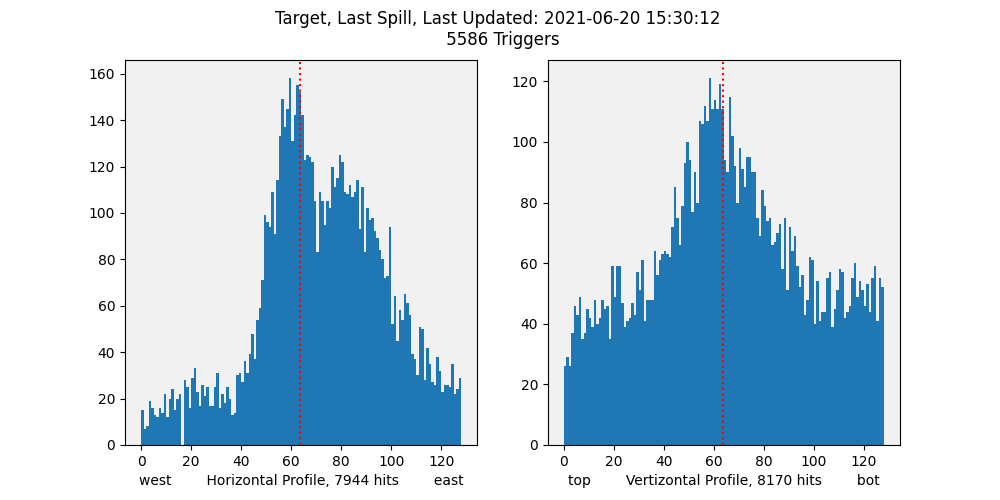 Target, Last Spill, Last Updated: 2021-06-20 15:30:12
5586 Triggers
160
140
120
100
80
60
40
20
0
0 20 40 60 80 100 120
west Horizontal Profile, 7944 hits east
120
100
80
60
40
20
0
0 20 40 60 80 100 120
top Vertizontal Profile, 8170 hits bot